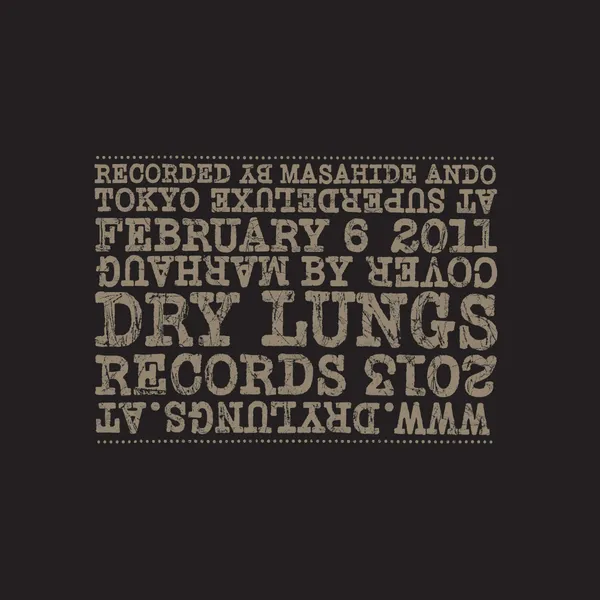 RECORDED BY MASAHIDE ANDO
AT SUPERDELUXE TOKYO
FEBRUARY 6 2011
COVER BY MARHAUG
DRY LUNGS
RECORDS 2013
WWW.DRYLUNGS.AT